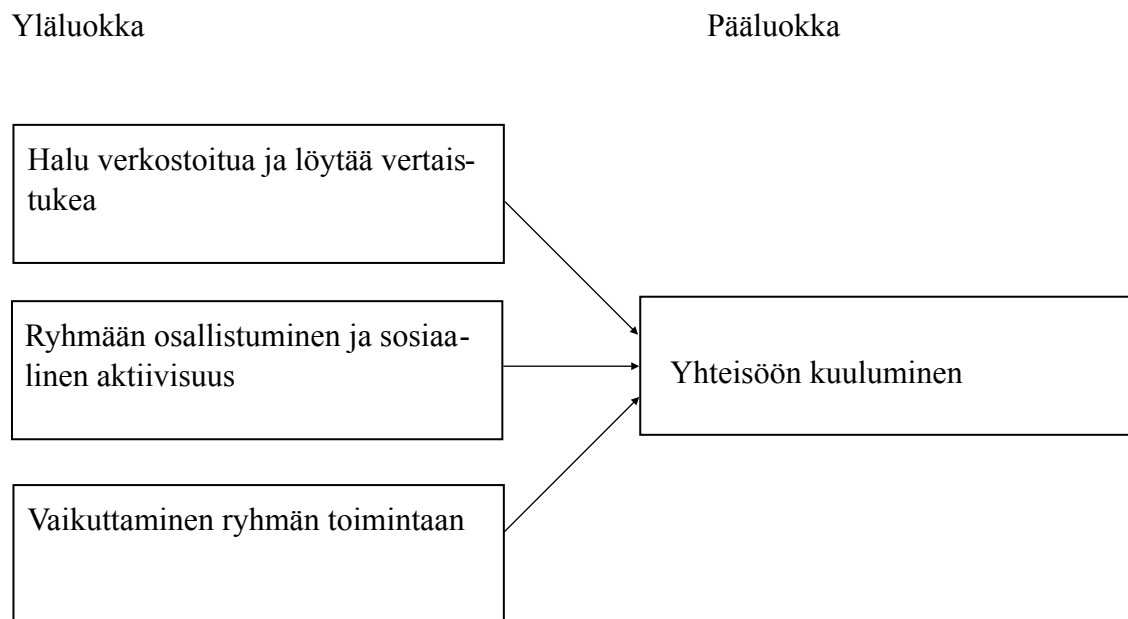 Yläluokka
Pääluokka
Halu verkostoitua ja löytää vertais-
tukea
Ryhmään osallistuminen ja sosiaa-
linen aktiivisuus
Yhteisöön kuuluminen
Vaikuttaminen ryhmän toimintaan